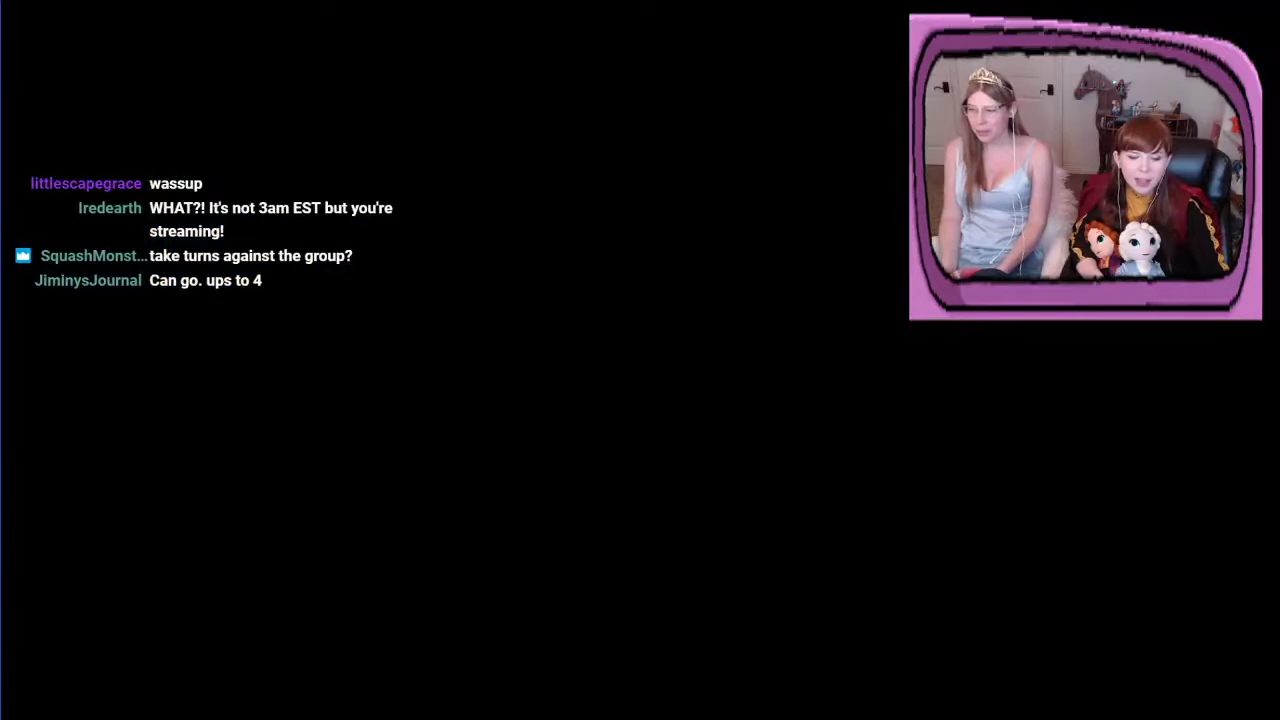 littlescapegrace wassup
Iredearth WHAT?! It's not 3am EST but you're
streaming!
SquashMonst... take turns against the group?
JiminysJournal Can go. ups to 4